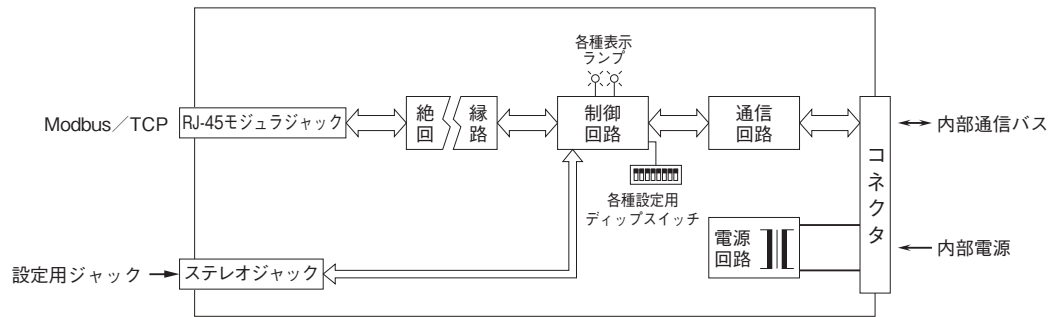 各種表示
ランプ
Modbus／TCP
RJ-45モジュラジャック
絶縁
回路
制御
回路
通信
回路
内部通信バス
コネクタ
各種設定用
ディップスイッチ
電源
回路
内部電源
設定用ジャック
ステレオジャック